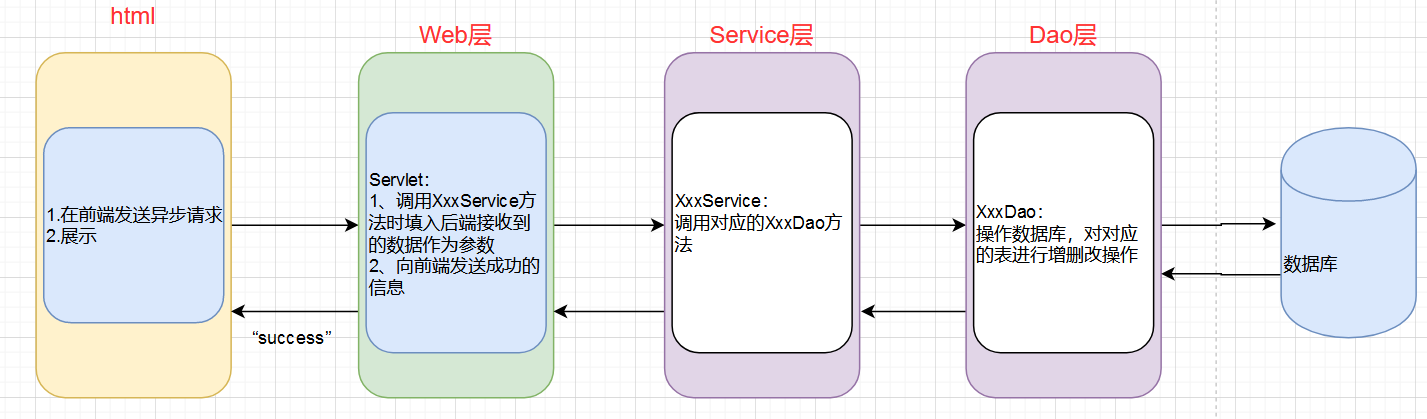 html
Web层
Service层
Dao层
1.在前端发送异步请求
2.展示
Servlet：
1、调用XxxService方
法时填入后端接收到
的数据作为参数
2、向前端发送成功的
信息
XxxService：
调用对应的XxxDao方
法
XxxDao：
操作数据库，对对应
的表进行增删改操作
数据库
“success”